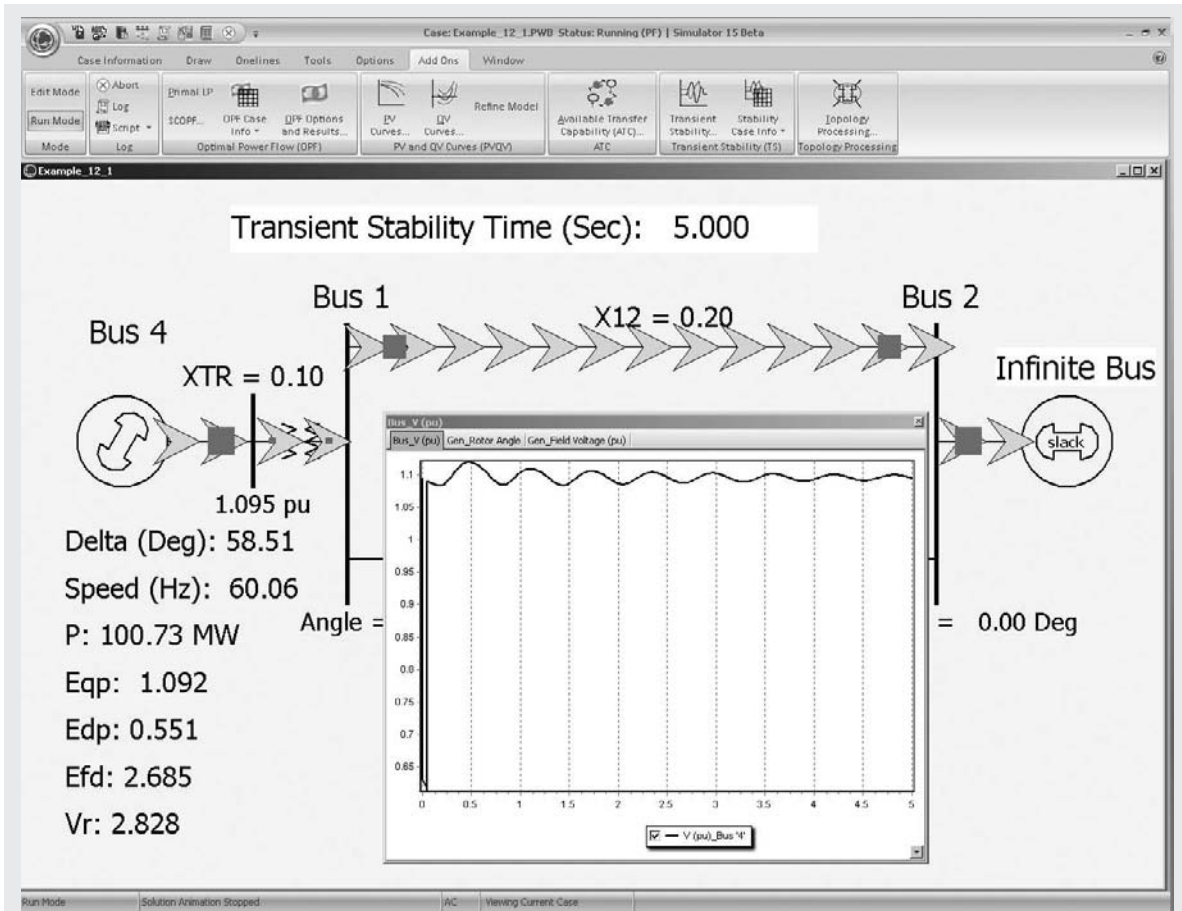 Case: Example_12_1.PWB Status: Running (PF) | Simulator 15 Beta
Case Information Draw Onelines Tools Options Add Ons Window
Edit Mode
Run Mode
Mode
Abort
Log
Script
Log
Primal LP
SCOPF...
OPF Case Info
OPF Options and Results...
Optimal Power Flow (OPF)
PV Curves...
QV Curves...
Refine Model
PV and QV Curves (PVQV)
Available Transfer Capability (ATC)...
ATC
Transient Stability...
Stability Case Info
Transient Stability (TS)
Topology Processing...
Topology Processing
Example_12_1
Transient Stability Time (Sec): 5.000
Bus 1
Bus 2
X12 = 0.20
Bus 4
Infinite Bus
XTR = 0.10
slack
1.095 pu
Delta (Deg): 58.51
Speed (Hz): 60.06
P: 100.73 MW
Eqp: 1.092
Edp: 0.551
Efd: 2.685
Vr: 2.828
Angle =
= 0.00 Deg
Bus_V (pu)
Bus_V (pu) Gen_Rotor Angle Gen_Field Voltage (pu)
1.1
1.05
1
0.95
0.9
0.85
0.8
0.75
0.7
0.65
0 0.5 1 1.5 2 2.5 3 3.5 4 4.5 5
V (pu)_Bus '4'
Run Mode Solution Animation Stopped AC Viewing Current Case